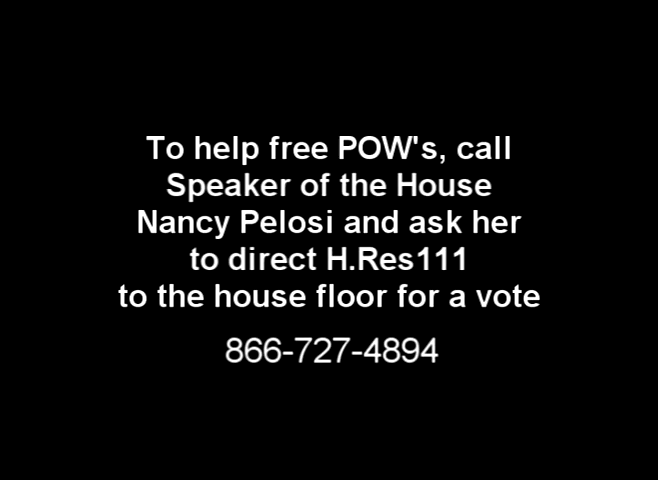 To help free POW's, call
Speaker of the House
Nancy Pelosi and ask her
to direct H.Res111
to the house floor for a vote
866-727-4894